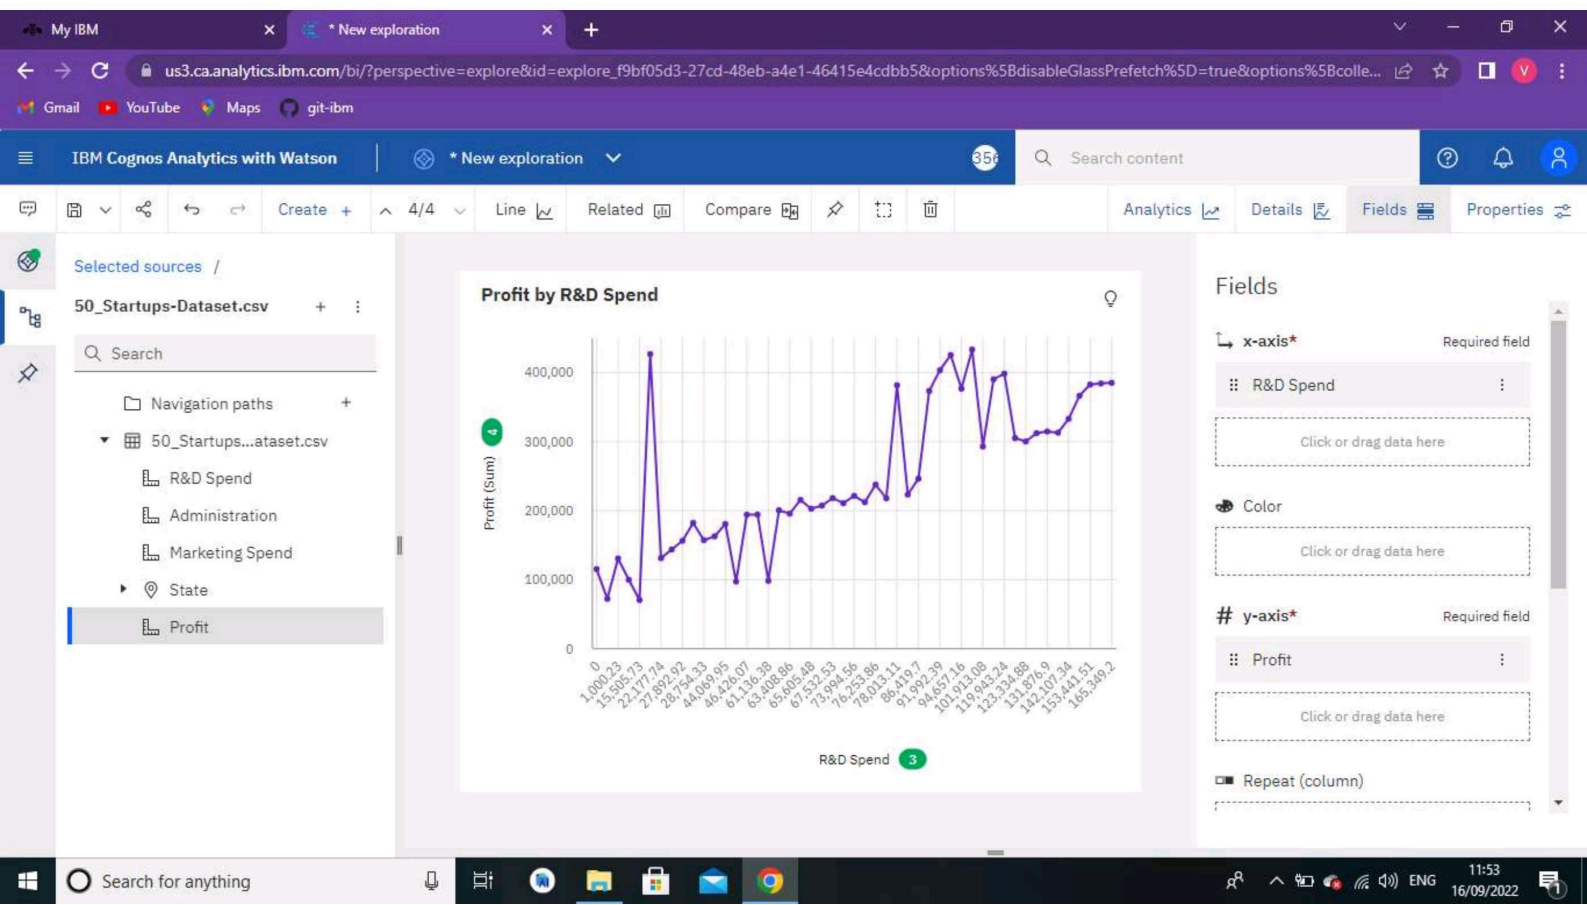 My IBM
* New exploration
us3.ca.analytics.ibm.com/bi/?perspective=explore&id=explore_f9bf05d3-27cd-48eb-a4e1-46415e4cdbb5&options%5BdisableGlassPrefetch%5D=true&options%5Bcolle...
V
Gmail YouTube Maps git-ibm
IBM Cognos Analytics with Watson
* New exploration
356
Search content
Create + 4/4 Line Related Compare Analytics Details Fields Properties
Selected sources /
50_Startups-Dataset.csv
Search
Navigation paths
50_Startups...ataset.csv
R&D Spend
Administration
Marketing Spend
State
Profit
Profit by R&D Spend
400,000
300,000
200,000
100,000
0
Profit (Sum) 4
0
1,000.23
15,505.73
22,177.74
27,892.92
28,754.33
44,069.95
46,426.07
61,136.38
63,408.86
65,605.48
67,532.53
73,994.56
76,253.86
78,013.11
86,419.7
91,992.39
94,657.16
101,913.08
119,943.24
123,334.88
131,876.9
142,107.34
153,441.51
165,349.2
R&D Spend 3
Fields
x-axis* Required field
R&D Spend
Click or drag data here
Color
Click or drag data here
# y-axis* Required field
Profit
Click or drag data here
Repeat (column)
Search for anything
ENG
11:53
16/09/2022
1